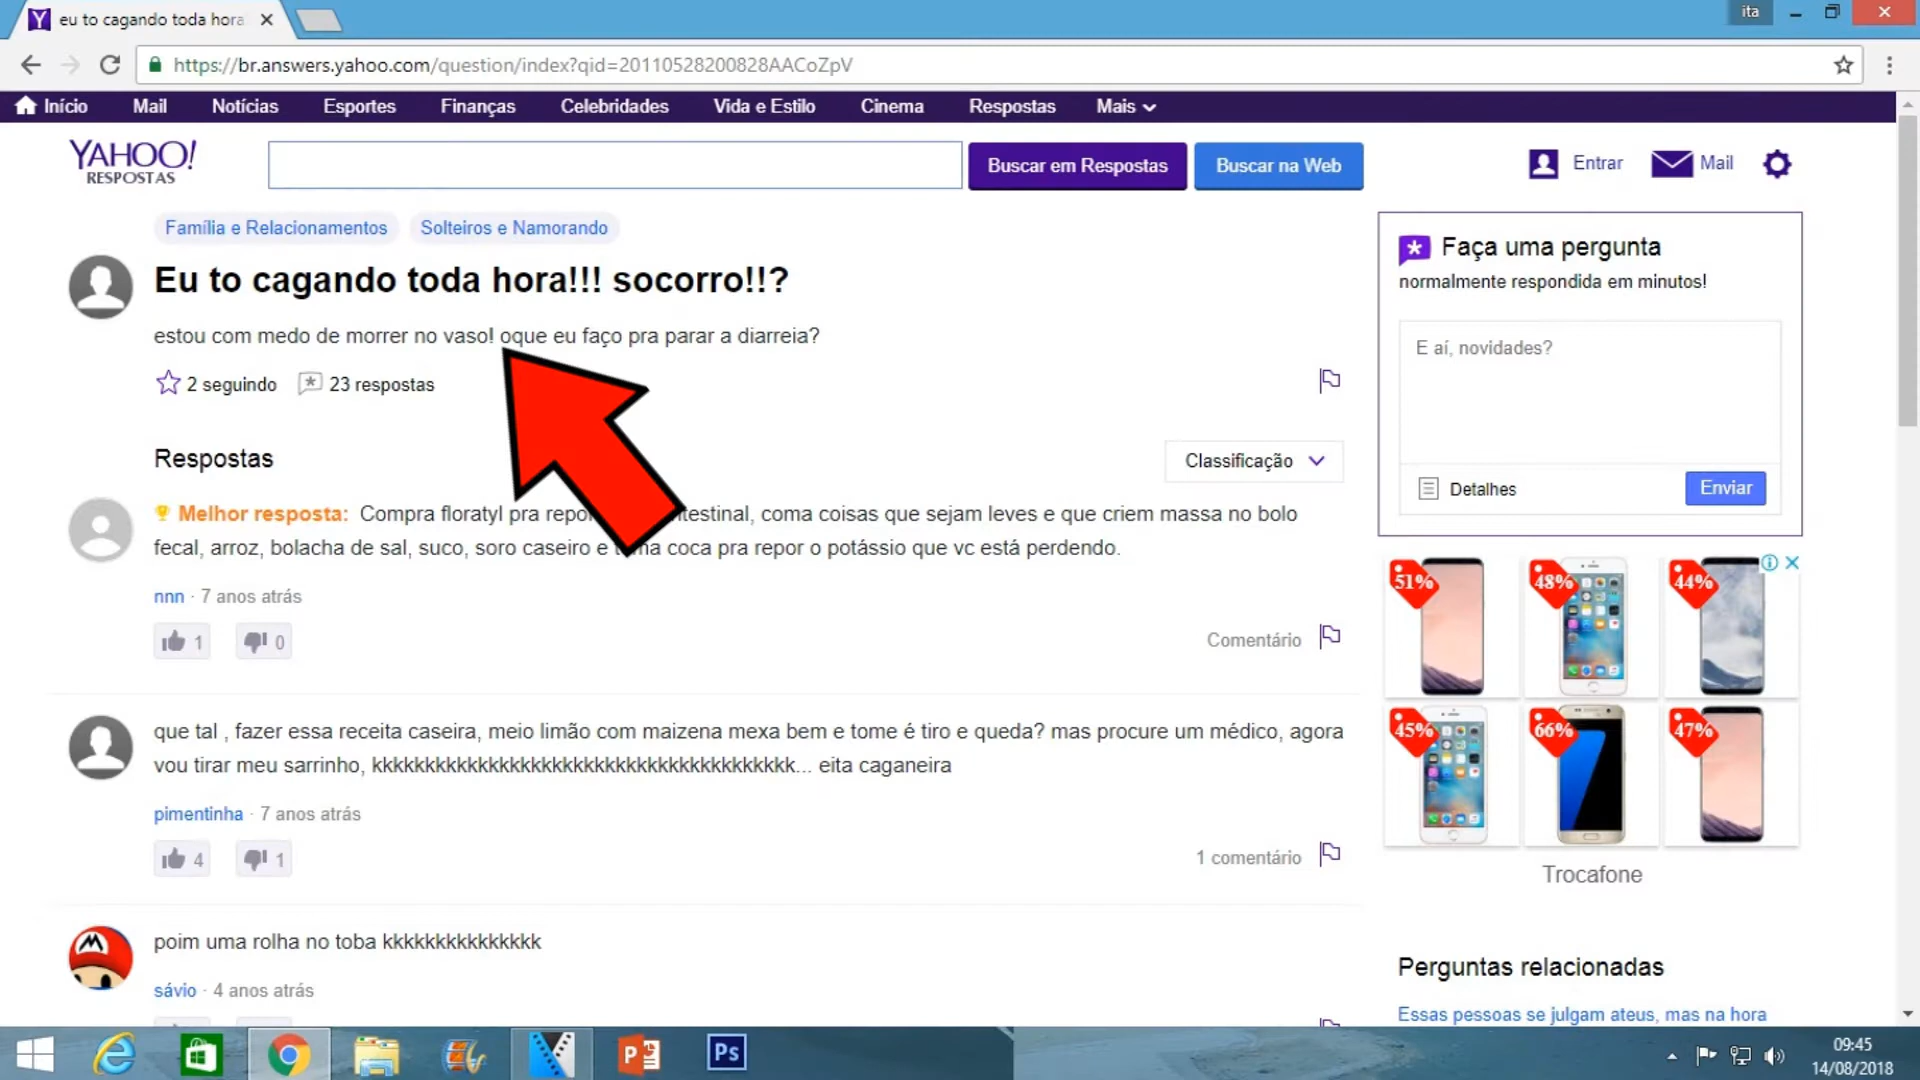 eu to cagando toda hora
ita
https://br.answers.yahoo.com/question/index?qid=20110528200828AACoZpV
Início Mail Notícias Esportes Finanças Celebridades Vida e Estilo Cinema Respostas Mais
YAHOO!
RESPOSTAS
Buscar em Respostas Buscar na Web Entrar Mail
Família e Relacionamentos Solteiros e Namorando
Eu to cagando toda hora!!! socorro!!?
estou com medo de morrer no vaso! oque eu faço pra parar a diarreia?
2 seguindo 23 respostas
Respostas
Classificação
Melhor resposta: Compra floratyl pra coma coisas que sejam leves e que criem massa no bolo
fecal, arroz, bolacha de sal, suco, soro caseiro e coca pra repor o potássio que vc está perdendo.
nnn · 7 anos atrás
1 0
Comentário
que tal , fazer essa receita caseira, meio limão com maizena mexa bem e tome é tiro e queda? mas procure um médico, agora
vou tirar meu sarrinho, kkkkkkkkkkkkkkkkkkkkkkkkkkkkkkkkkkkkkkkk... eita caganeira
pimentinha · 7 anos atrás
4 1
1 comentário
poim uma rolha no toba kkkkkkkkkkkkkkk
sávio · 4 anos atrás
Faça uma pergunta
normalmente respondida em minutos!
E aí, novidades?
Detalhes Enviar
51% 48% 44%
45% 66% 47%
Trocafone
Perguntas relacionadas
Essas pessoas se julgam ateus, mas na hora
Ps
09:45
14/08/2018